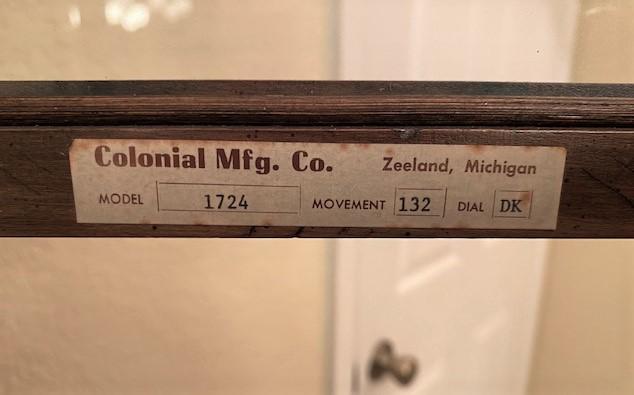 Colonial Mfg. Co. Zeeland, Michigan
MODEL 1724 MOVEMENT 132 DIAL DK